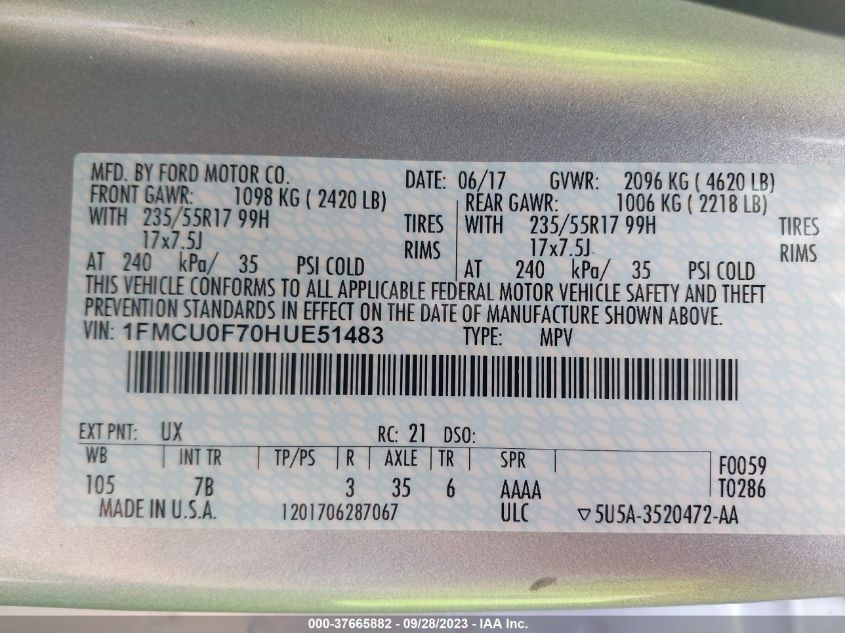 MFD. BY FORD MOTOR CO. DATE: 06/17 GVWR: 2096 KG ( 4620 LB)
FRONT GAWR: 1098 KG ( 2420 LB) REAR GAWR: 1006 KG ( 2218 LB)
WITH 235/55R17 99H TIRES WITH 235/55R17 99H TIRES
17x7.5J RIMS 17x7.5J RIMS
AT 240 kPa/ 35 PSI COLD AT 240 kPa/ 35 PSI COLD
THIS VEHICLE CONFORMS TO ALL APPLICABLE FEDERAL MOTOR VEHICLE SAFETY AND THEFT
PREVENTION STANDARDS IN EFFECT ON THE DATE OF MANUFACTURE SHOWN ABOVE.
VIN: 1FMCU0F70HUE51483 TYPE: MPV
EXT PNT: UX RC: 21 DSO:
WB INT TR TP/PS R AXLE TR SPR F0059
105 7B 3 35 6 AAAA T0286
MADE IN U.S.A. 1201706287067 ULC ▽5U5A-3520472-AA
000-37665882 - 09/28/2023 - IAA Inc.